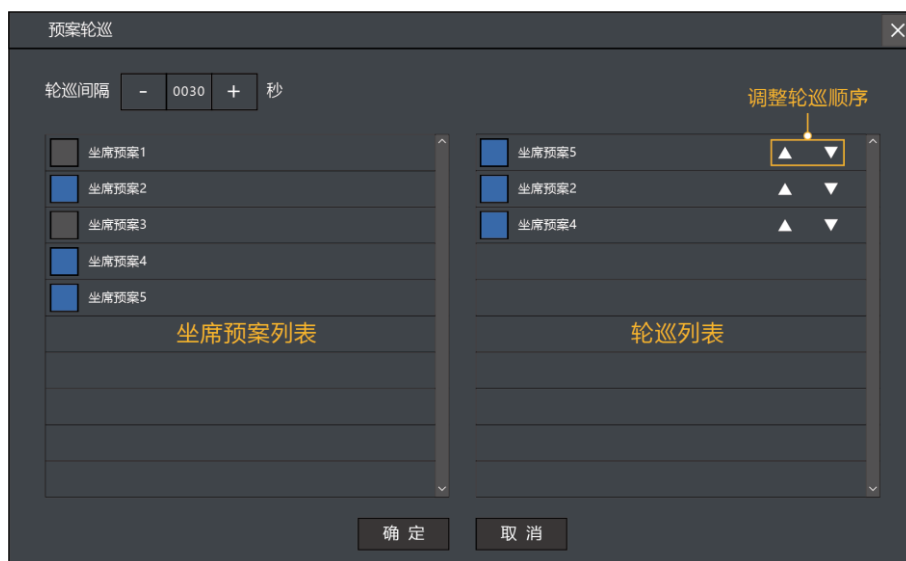 预案轮巡
轮巡间隔 - 0030 + 秒
调整轮巡顺序
坐席预案1
坐席预案2
坐席预案3
坐席预案4
坐席预案5
坐席预案列表
坐席预案5
坐席预案2
坐席预案4
轮巡列表
确定
取消